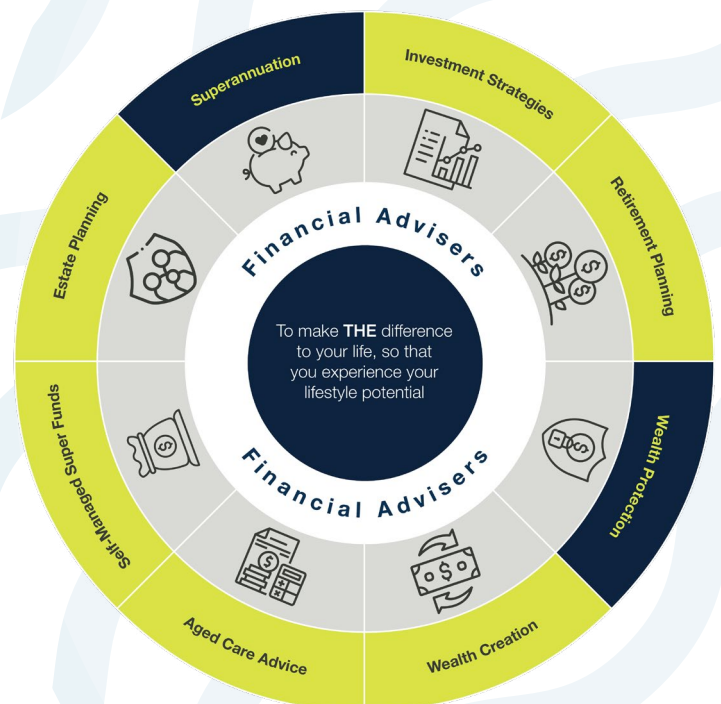 Superannuation
Investment Strategies
Retirement Planning
Wealth Protection
Wealth Creation
Aged Care Advice
Self-Managed Super Funds
Estate Planning
Financial Advisers
To make THE difference
to your life, so that
you experience your
lifestyle potential
Financial Advisers